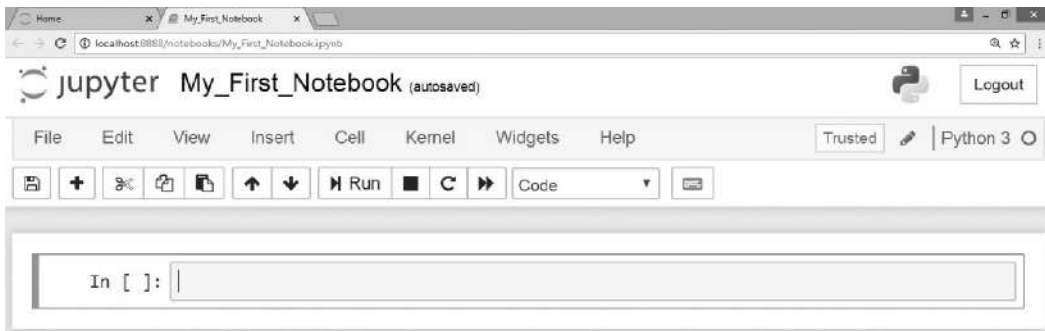 Home My_First_Notebook
localhost:8888/notebooks/My_First_Notebook.ipynb
jupyter My_First_Notebook (autosaved) Logout
File Edit View Insert Cell Kernel Widgets Help Trusted Python 3
Run Code
In [ ]: